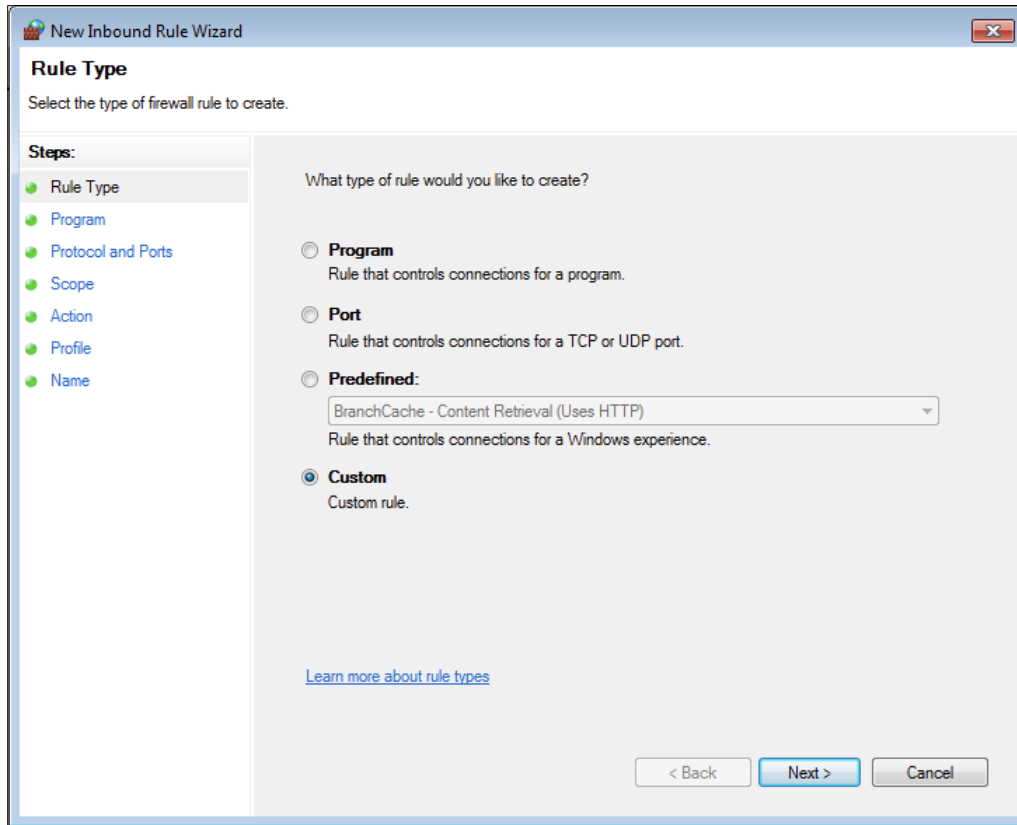 New Inbound Rule Wizard
Rule Type
Select the type of firewall rule to create.
Steps:
Rule Type
Program
Protocol and Ports
Scope
Action
Profile
Name
What type of rule would you like to create?
Program
Rule that controls connections for a program.
Port
Rule that controls connections for a TCP or UDP port.
Predefined:
BranchCache - Content Retrieval (Uses HTTP)
Rule that controls connections for a Windows experience.
Custom
Custom rule.
Learn more about rule types
< Back Next > Cancel